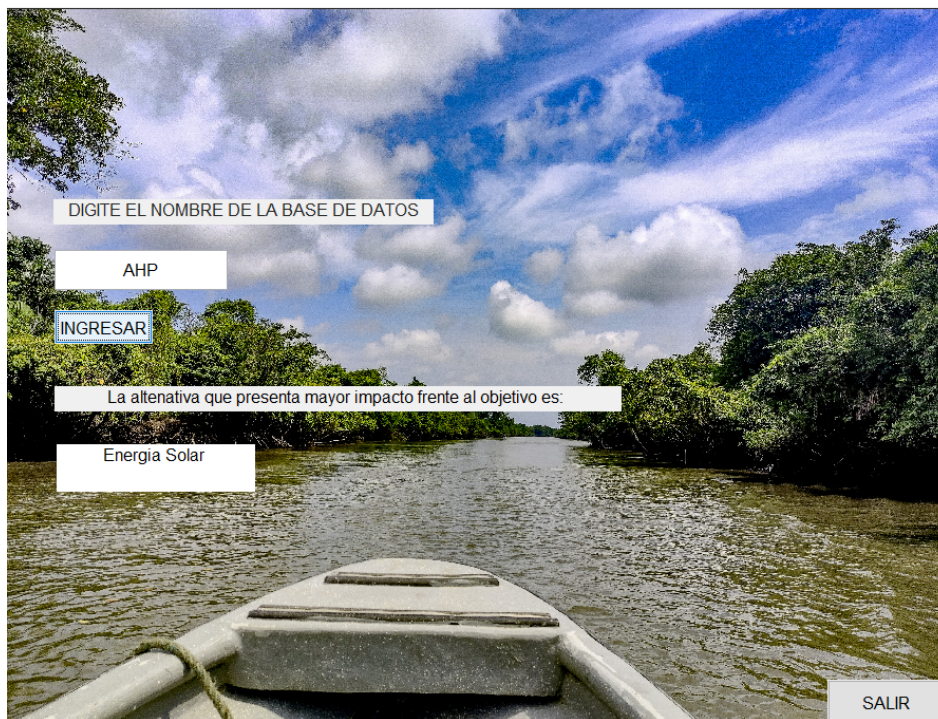 DIGITE EL NOMBRE DE LA BASE DE DATOS
AHP
INGRESAR
La altenativa que presenta mayor impacto frente al objetivo es:
Energia Solar
SALIR